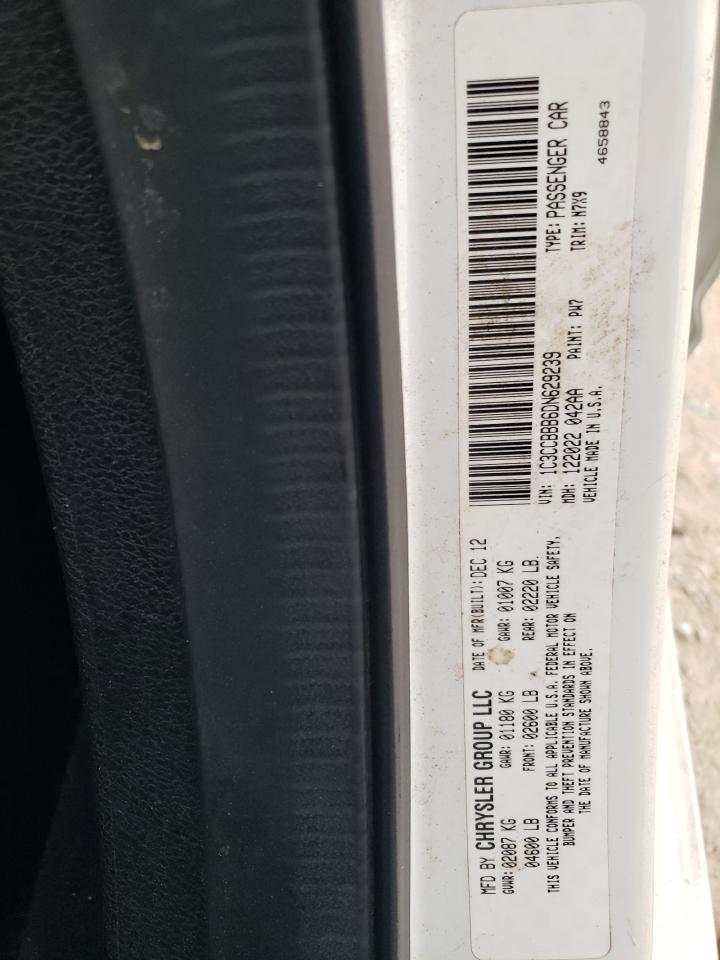 MFD BY CHRYSLER GROUP LLC DATE OF MFR(BUILT): DEC 12
GVWR: 02087 KG GAWR: 01180 KG GAWR: 01007 KG
04600 LB FRONT: 02600 LB REAR: 02220 LB.
THIS VEHICLE CONFORMS TO ALL APPLICABLE U.S.A. FEDERAL MOTOR VEHICLE SAFETY,
BUMPER AND THEFT PREVENTION STANDARDS IN EFFECT ON
THE DATE OF MANUFACTURE SHOWN ABOVE.
VIN: 1C3CCBBB6DN629239 TYPE: PASSENGER CAR
MDH: 122022 042AA PAINT: PW7 TRIM: N7X9
VEHICLE MADE IN U.S.A.
4658843